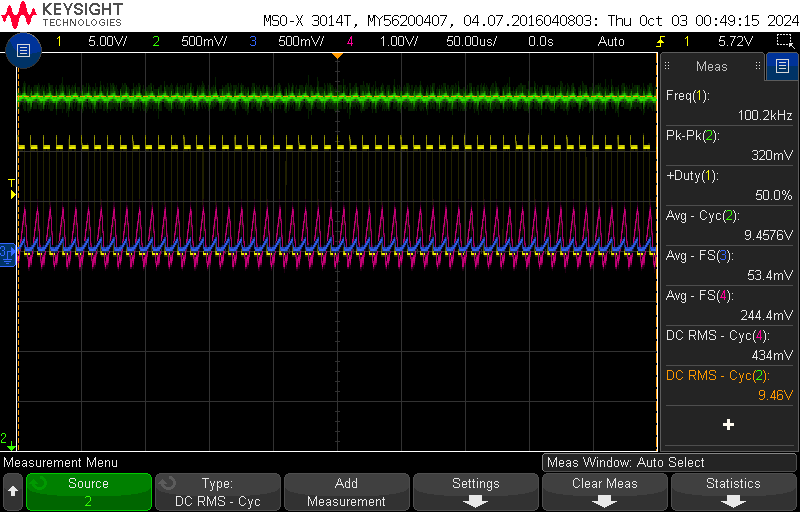 KEYSIGHT
TECHNOLOGIES
MSO-X 3014T, MY56200407, 04.07.2016040803: Thu Oct 03 00:49:15 2024
1 5.00V/ 2 500mV/ 3 500mV/ 4 1.00V/ 50.00us/ 0.0s Auto 1 5.72V
Meas
Freq(1):
100.2kHz
Pk-Pk(2):
320mV
+Duty(1):
50.0%
Avg - Cyc(2):
9.4576V
Avg - FS(3):
53.4mV
Avg - FS(4):
244.4mV
DC RMS - Cyc(4):
434mV
DC RMS - Cyc(2):
9.46V
T
3
2
Measurement Menu
Meas Window: Auto Select
Source
2
Type:
DC RMS - Cyc
Add
Measurement
Settings
Clear Meas
Statistics